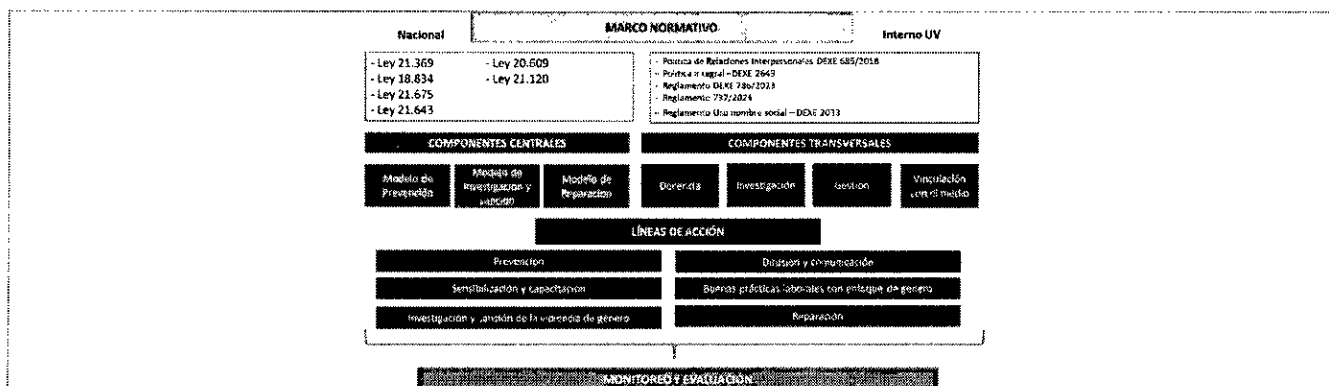 MARCO NORMATIVO
Nacional
Interno UV
- Ley 21.369
- Ley 18.834
- Ley 21.675
- Ley 21.643
- Ley 20.609
- Ley 21.120
- Política de Relaciones Interpersonales DEXE 685/2018
- Política Integral – DEXE 2649
- Reglamento DEXE 786/2023
- Reglamento 737/2024
- Reglamento Uso nombre social – DEXE 2033
COMPONENTES CENTRALES
COMPONENTES TRANSVERSALES
Modelo de
Prevención
Modelo de
Investigación y
sanción
Modelo de
Reparación
Docencia
Investigación
Gestión
Vinculación
con el medio
LÍNEAS DE ACCIÓN
Prevención
Difusión y comunicación
Sensibilización y capacitación
Buenas prácticas laborales con enfoque de género
Investigación y sanción de la violencia de género
Reparación
MONITOREO Y EVALUACIÓN